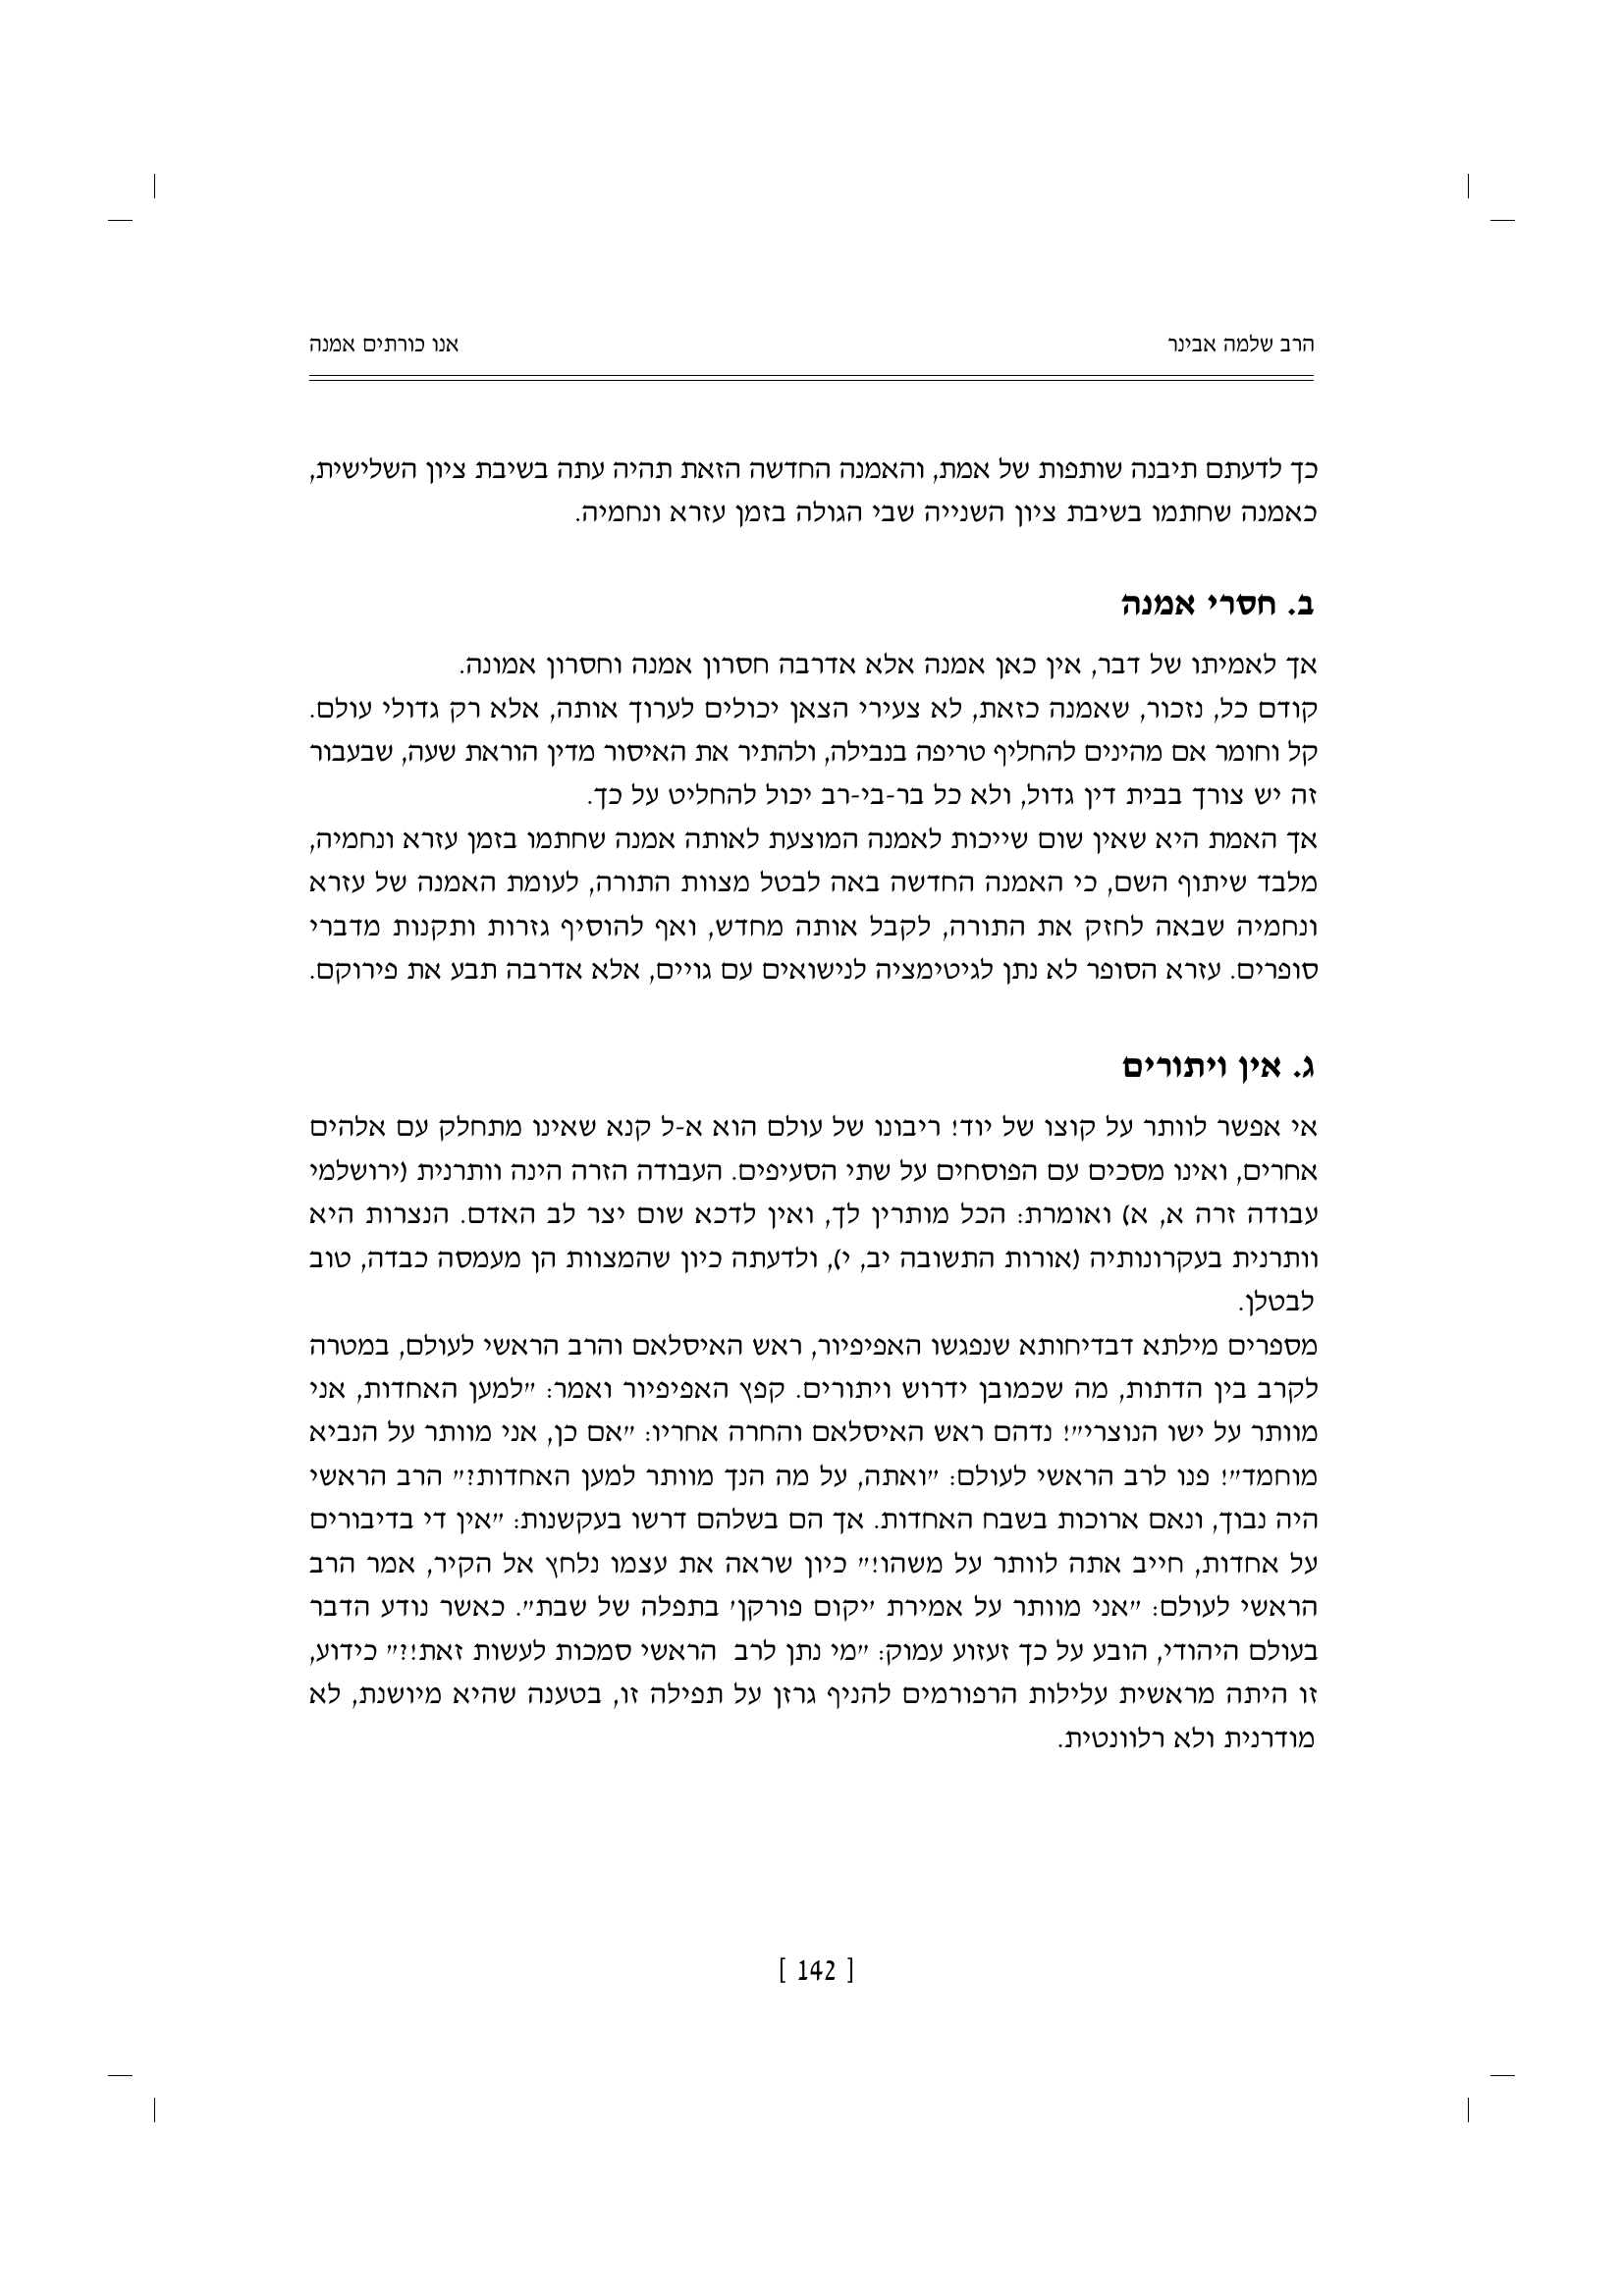 הרב שלמה אבינר
אנו כורתים אמנה
כך לדעתם תיבנה שותפות של אמת, והאמנה החדשה הזאת תהיה עתה בשיבת ציון השלישית,
כאמנה שחתמו בשיבת ציון השנייה שבי הגולה בזמן עזרא ונחמיה.
ב. חסרי אמנה
אך לאמיתו של דבר, אין כאן אמנה אלא אדרבה חסרון אמנה וחסרון אמונה.
קודם כל, נזכור, שאמנה כזאת, לא צעירי הצאן יכולים לערוך אותה, אלא רק גדולי עולם.
קל וחומר אם מהינים להחליף טריפה בנבילה, ולהתיר את האיסור מדין הוראת שעה, שבעבור
זה יש צורך בבית דין גדול, ולא כל בר-בי-רב יכול להחליט על כך.
אך האמת היא שאין שום שייכות לאמנה המוצעת לאותה אמנה שחתמו בזמן עזרא ונחמיה,
מלבד שיתוף השם, כי האמנה החדשה באה לבטל מצוות התורה, לעומת האמנה של עזרא
ונחמיה שבאה לחזק את התורה, לקבל אותה מחדש, ואף להוסיף גזרות ותקנות מדברי
סופרים. עזרא הסופר לא נתן לגיטימציה לנישואים עם גויים, אלא אדרבה תבע את פירוקם.
ג. אין ויתורים
אי אפשר לוותר על קוצו של יוד! ריבונו של עולם הוא א-ל קנא שאינו מתחלק עם אלהים
אחרים, ואינו מסכים עם הפוסחים על שתי הסעיפים. העבודה הזרה הינה וותרנית (ירושלמי
עבודה זרה א, א) ואומרת: הכל מותרין לך, ואין לדכא שום יצר לב האדם. הנצרות היא
וותרנית בעקרונותיה (אורות התשובה יב, י), ולדעתה כיון שהמצוות הן מעמסה כבדה, טוב
לבטלן.
מספרים מילתא דבדיחותא שנפגשו האפיפיור, ראש האיסלאם והרב הראשי לעולם, במטרה
לקרב בין הדתות, מה שכמובן ידרוש ויתורים. קפץ האפיפיור ואמר: "למען האחדות, אני
מוותר על ישו הנוצרי"! נדהם ראש האיסלאם והחרה אחריו: "אם כן, אני מוותר על הנביא
מוחמד"! פנו לרב הראשי לעולם: "ואתה, על מה הנך מוותר למען האחדות?" הרב הראשי
היה נבוך, ונאם ארוכות בשבח האחדות. אך הם בשלהם דרשו בעקשנות: "אין די בדיבורים
על אחדות, חייב אתה לוותר על משהו!" כיון שראה את עצמו נלחץ אל הקיר, אמר הרב
הראשי לעולם: "אני מוותר על אמירת 'יקום פורקן' בתפלה של שבת". כאשר נודע הדבר
בעולם היהודי, הובע על כך זעזוע עמוק: "מי נתן לרב הראשי סמכות לעשות זאת!?" כידוע,
זו היתה מראשית עלילות הרפורמים להניף גרזן על תפילה זו, בטענה שהיא מיושנת, לא
מודרנית ולא רלוונטית.
[ 142 ]